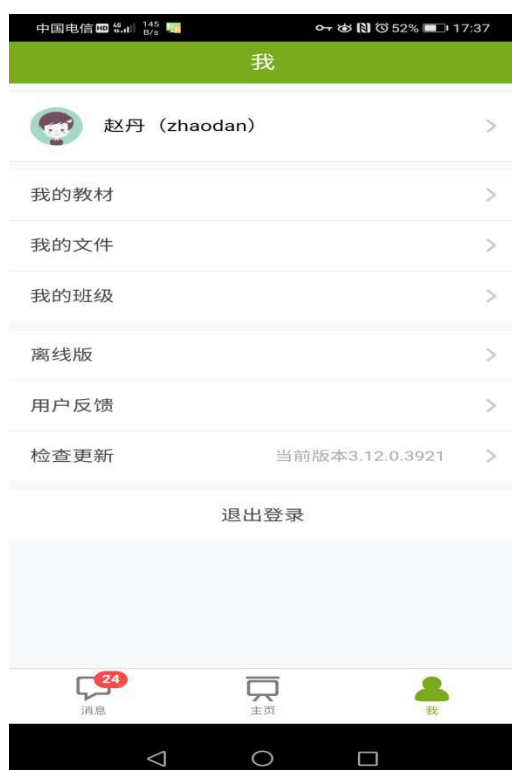 中国电信 HD 4G 145 B/s 52% 17:37
我
赵丹（zhaodan）
我的教材
我的文件
我的班级
离线版
用户反馈
检查更新 当前版本3.12.0.3921
退出登录
24
消息 主页 我